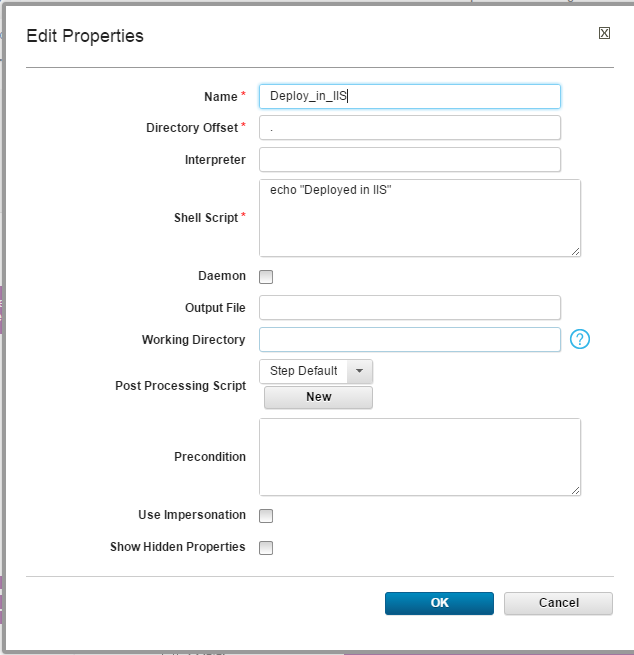 Edit Properties
Name *
Deploy_in_IIS
Directory Offset *
.
Interpreter
Shell Script *
echo "Deployed in IIS"
Daemon
Output File
Working Directory
?
Post Processing Script
Step Default
New
Precondition
Use Impersonation
Show Hidden Properties
OK
Cancel